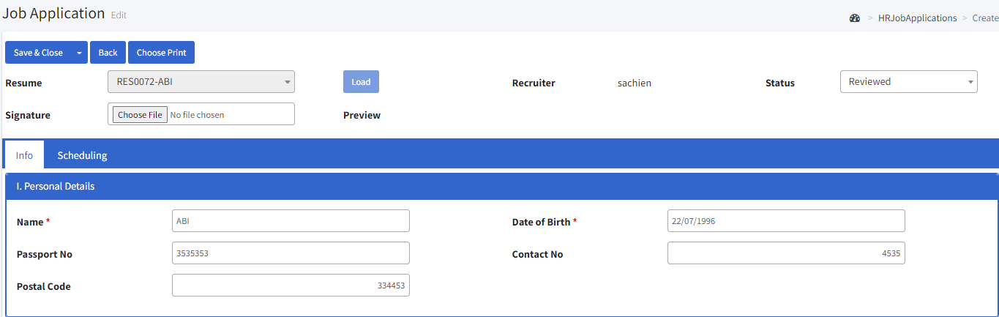 Job Application Edit
> HRJobApplications > Create
Save & Close Back Choose Print
Resume RES0072-ABI Load Recruiter sachien Status Reviewed
Signature Choose File No file chosen Preview
Info Scheduling
I. Personal Details
Name * ABI Date of Birth * 22/07/1996
Passport No 3535353 Contact No 4535
Postal Code 334453